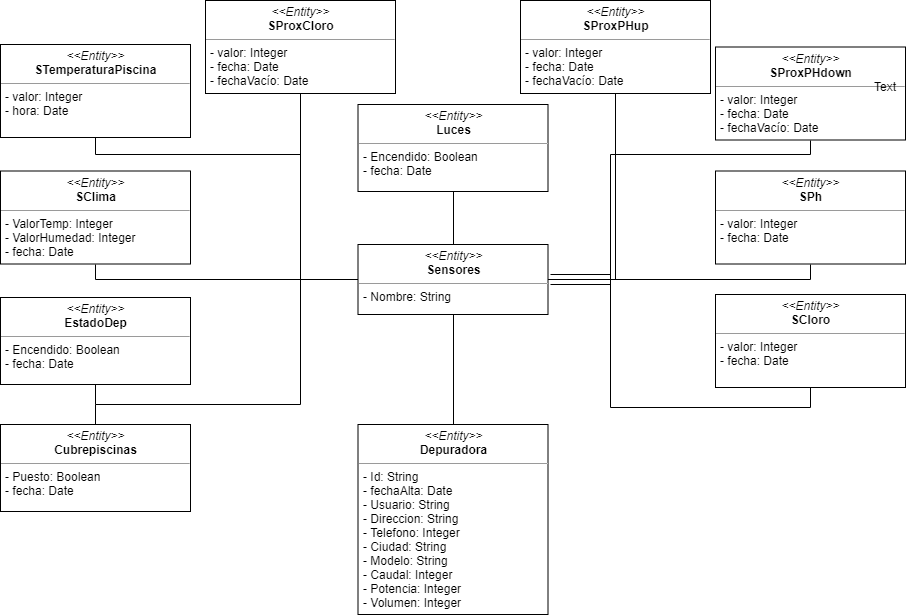 <<Entity>>
SProxCloro
- valor: Integer
- fecha: Date
- fechaVacío: Date
<<Entity>>
SProxPHup
- valor: Integer
- fecha: Date
- fechaVacío: Date
<<Entity>>
STemperaturaPiscina
- valor: Integer
- hora: Date
<<Entity>>
SProxPHdown
Text
- valor: Integer
- fecha: Date
- fechaVacío: Date
<<Entity>>
Luces
- Encendido: Boolean
- fecha: Date
<<Entity>>
SClima
- ValorTemp: Integer
- ValorHumedad: Integer
- fecha: Date
<<Entity>>
SPh
- valor: Integer
- fecha: Date
<<Entity>>
Sensores
- Nombre: String
<<Entity>>
EstadoDep
- Encendido: Boolean
- fecha: Date
<<Entity>>
SCloro
- valor: Integer
- fecha: Date
<<Entity>>
Cubrepiscinas
- Puesto: Boolean
- fecha: Date
<<Entity>>
Depuradora
- Id: String
- fechaAlta: Date
- Usuario: String
- Direccion: String
- Telefono: Integer
- Ciudad: String
- Modelo: String
- Caudal: Integer
- Potencia: Integer
- Volumen: Integer